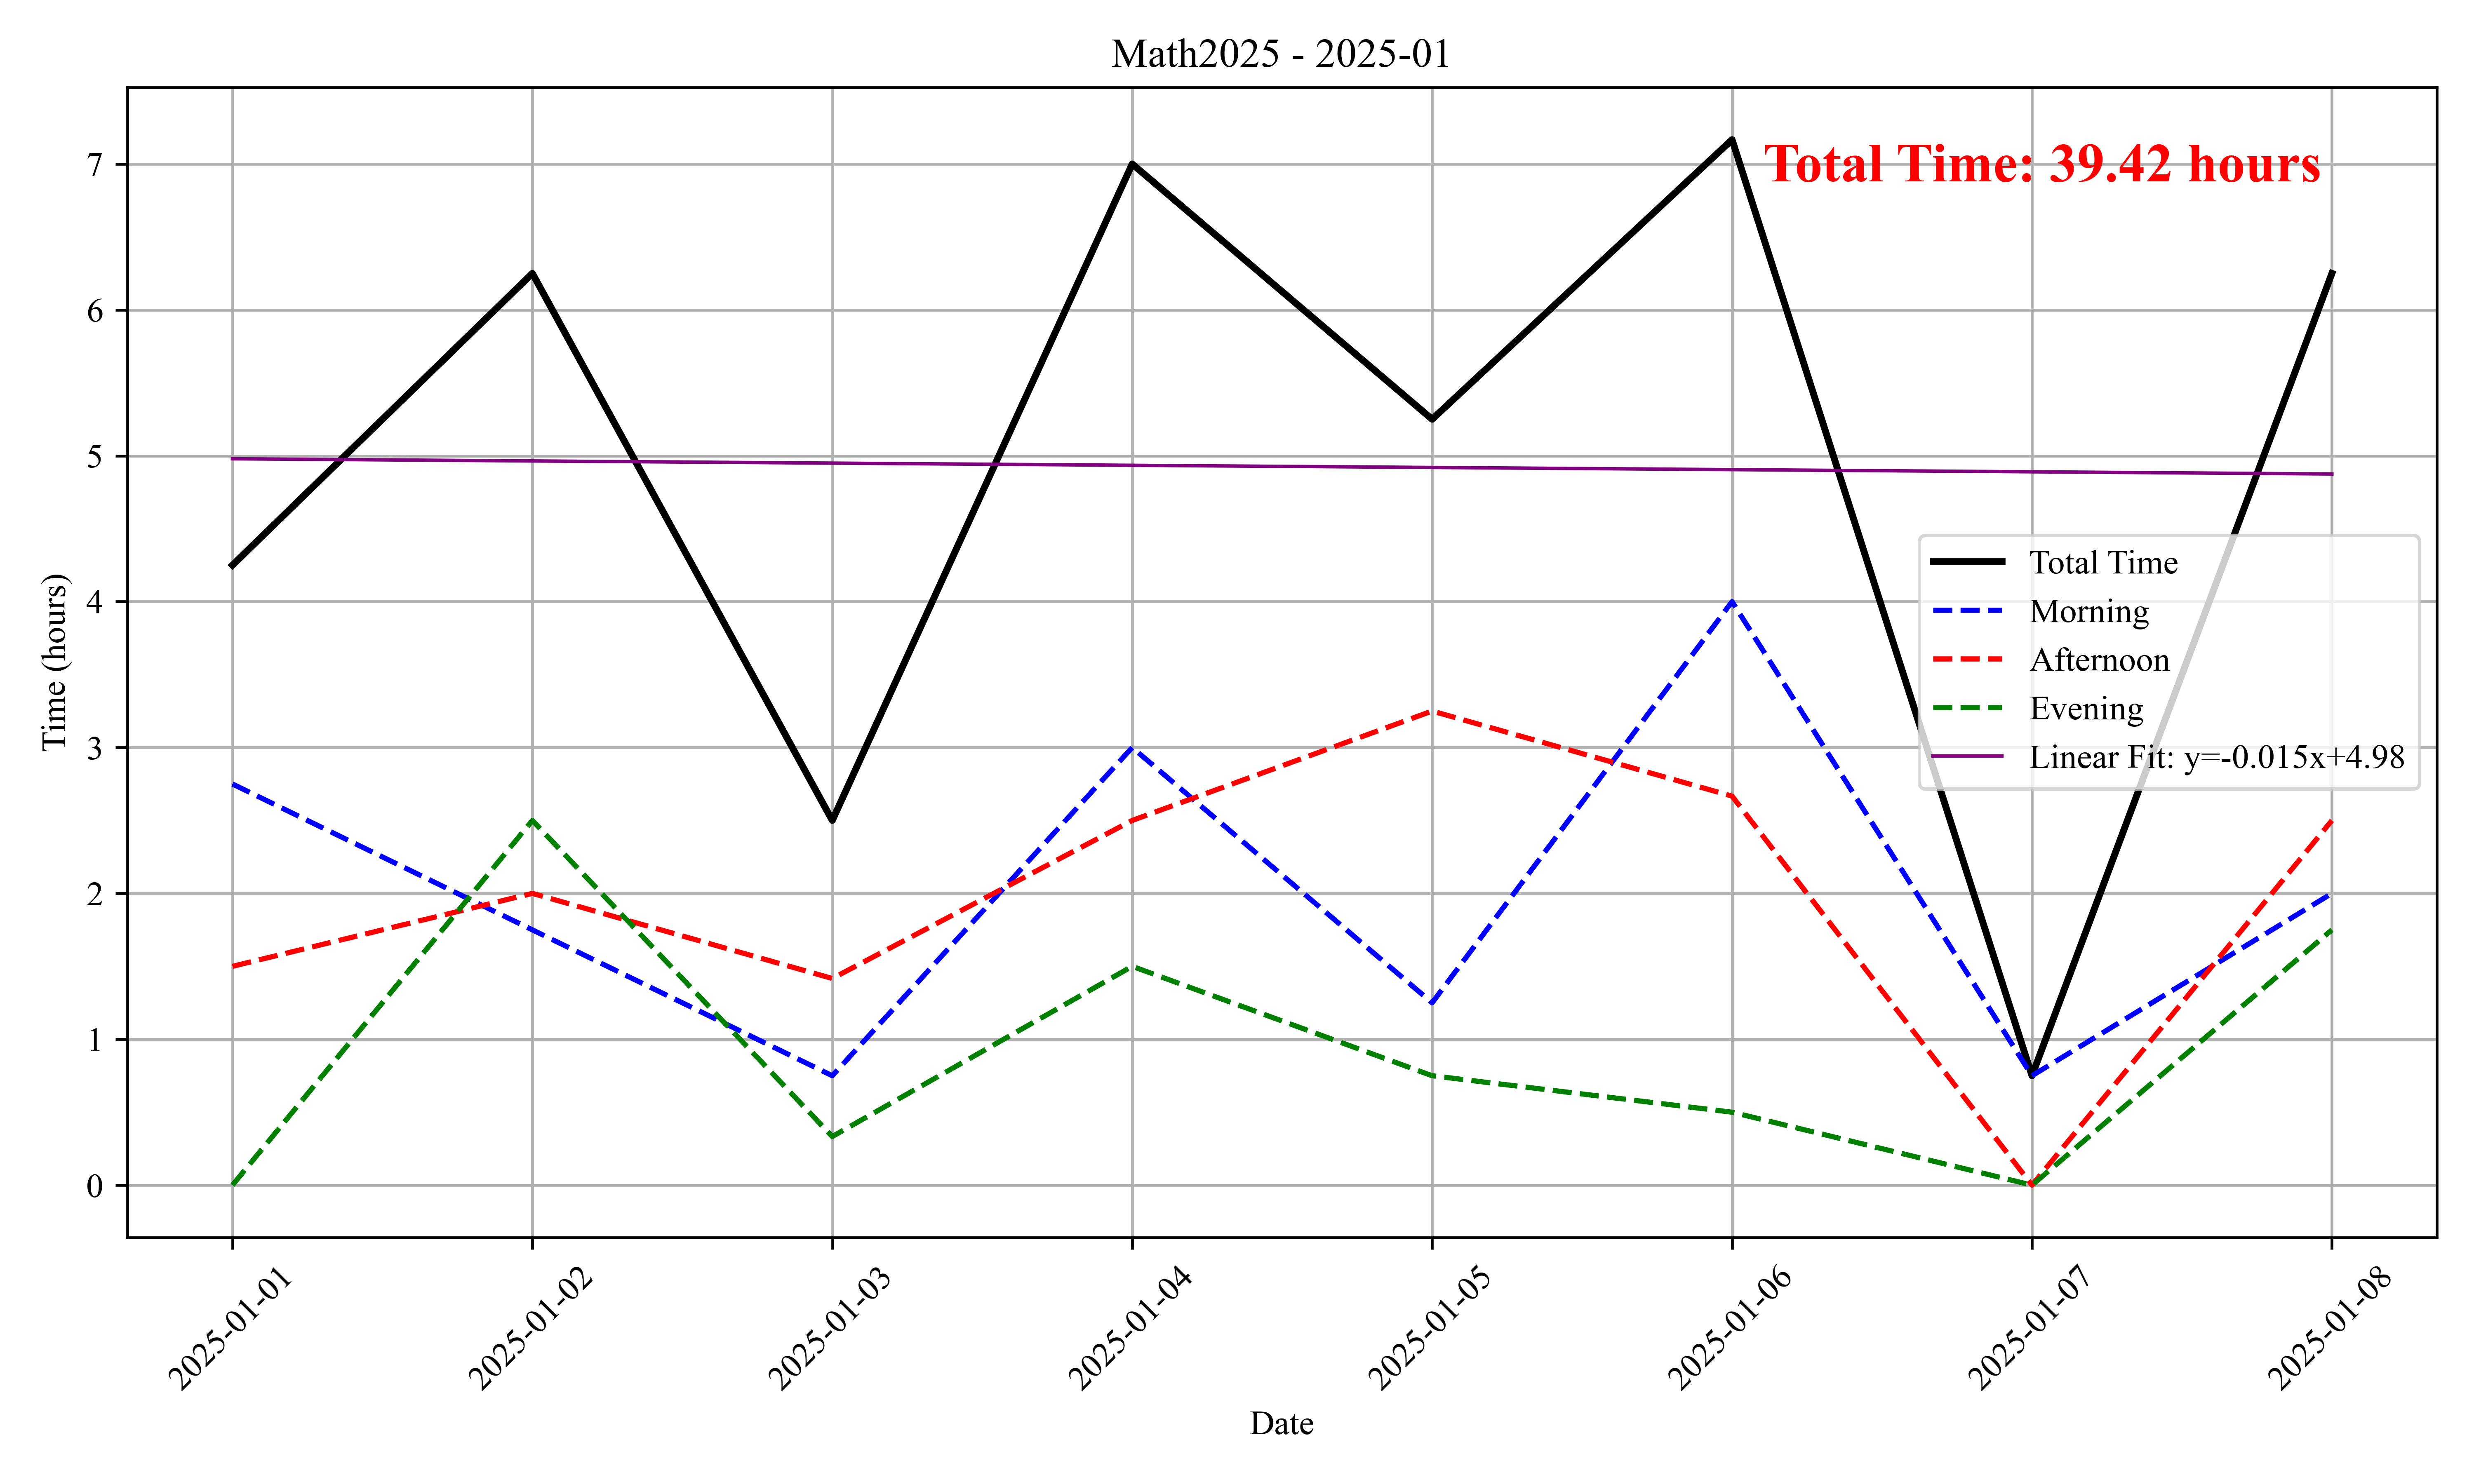 Math2025 - 2025-01
Total Time: 39.42 hours
7
6
5
4
3
2
1
0
Time (hours)
Total Time
Morning
Afternoon
Evening
Linear Fit: y=-0.015x+4.98
2025-01-01
2025-01-02
2025-01-03
2025-01-04
2025-01-05
2025-01-06
2025-01-07
2025-01-08
Date